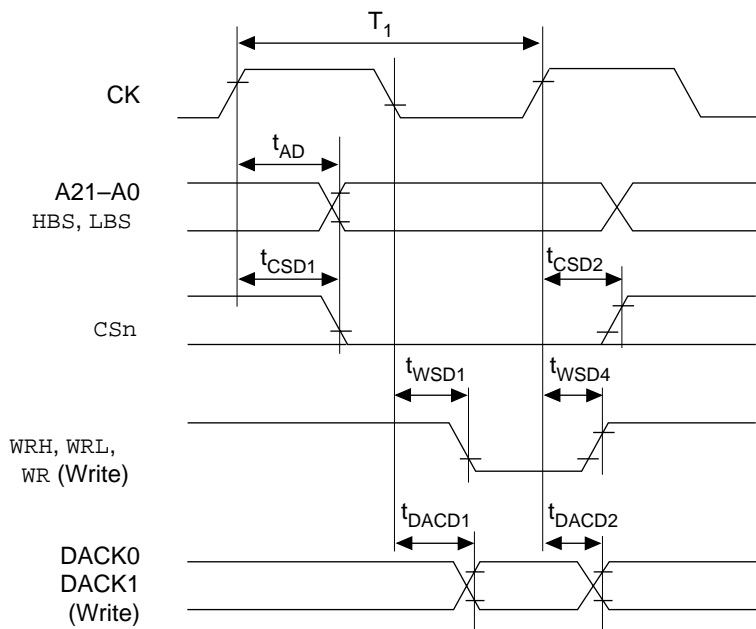 T1
CK
tAD
A21–A0
HBS, LBS
tCSD1
tCSD2
CSn
tWSD1
tWSD4
WRH, WRL,
WR (Write)
tDACD1
tDACD2
DACK0
DACK1
(Write)